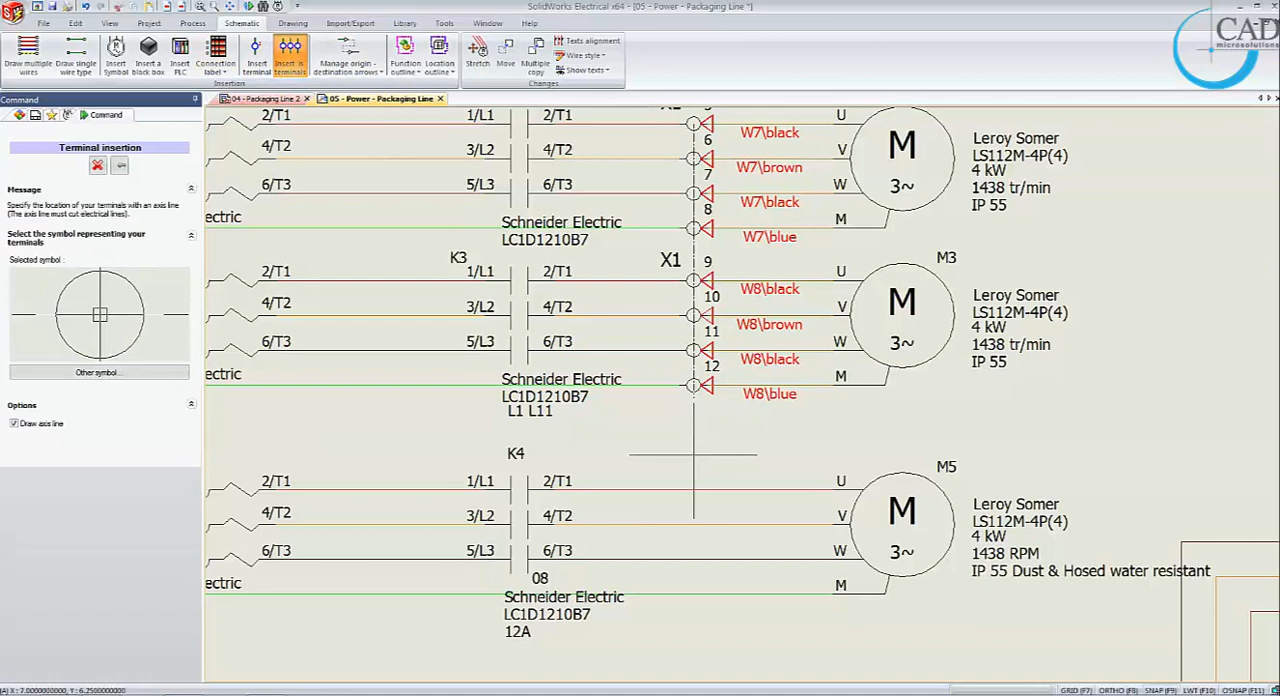 SolidWorks Electrical x64 - [05 - Power - Packaging Line *]
File Edit View Project Process Schematic Drawing Import/Export Library Tools Window Help
Draw multiple wires
Draw single wire type
Insert Symbol
Insert a black box
Insert PLC
Connection label
Insert terminal
Insert 'n' terminals
Manage origin - destination arrows
Function outline
Location outline
Stretch
Move
Multiple copy
Texts alignment
Wire style
Show texts
Insertion
Changes
CAD
microsolutions
Command
04 - Packaging Line 2
05 - Power - Packaging Line
Command
Terminal insertion
Message
Specify the location of your terminals with an axis line
(The axis line must cut electrical lines).
Select the symbol representing your
terminals
Selected symbol :
Other symbol...
Options
Draw axis line
2/T1 1/L1 2/T1 W7\black U
4/T2 3/L2 4/T2 6 W7\brown V
6/T3 5/L3 6/T3 7 W7\black W
8 W7\blue M
M
3~
Leroy Somer
LS112M-4P(4)
4 kW
1438 tr/min
IP 55
ectric
Schneider Electric
LC1D1210B7
K3 X1 M3
2/T1 1/L1 2/T1 9 W8\black U
4/T2 3/L2 4/T2 10 W8\brown V
6/T3 5/L3 6/T3 11 W8\black W
12 W8\blue M
M
3~
Leroy Somer
LS112M-4P(4)
4 kW
1438 tr/min
IP 55
ectric
Schneider Electric
LC1D1210B7
L1 L11
K4 M5
2/T1 1/L1 2/T1 U
4/T2 3/L2 4/T2 V
6/T3 5/L3 6/T3 W
M
M
3~
Leroy Somer
LS112M-4P(4)
4 kW
1438 RPM
IP 55 Dust & Hosed water resistant
ectric
08
Schneider Electric
LC1D1210B7
12A
(A) X : 7.0000000000, Y : 6.2500000000
GRID (F7) ORTHO (F8) SNAP (F9) LWT (F10) OSNAP (F11)